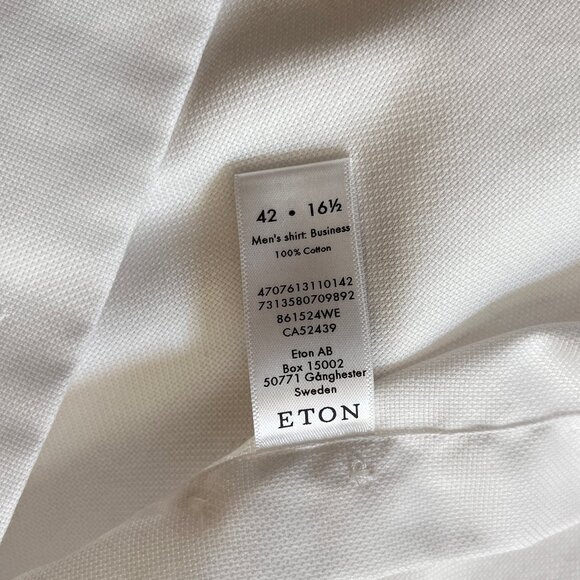 42 • 16½
Men's shirt: Business
100% Cotton
4707613110142
7313580709892
861524WE
CA52439
Eton AB
Box 15002
50771 Gånghester
Sweden
ETON